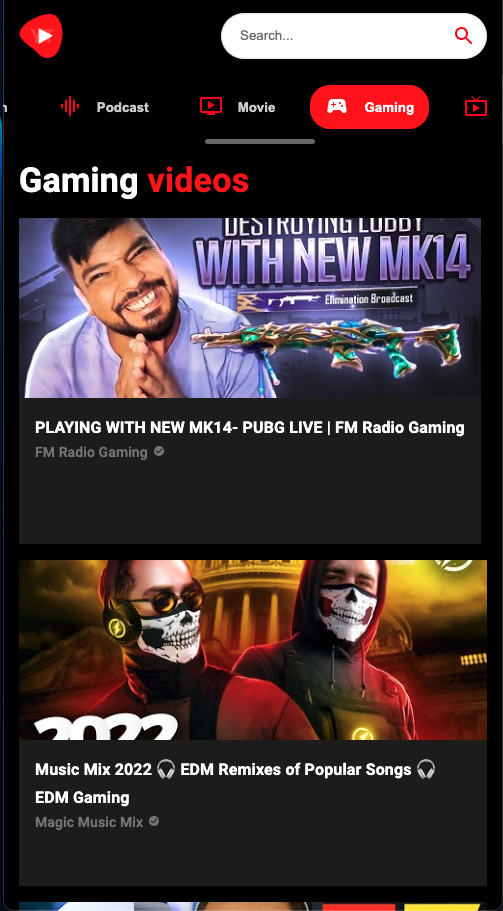 Search...
n
Podcast
Movie
Gaming
Gaming videos
DESTROYING LOBBY
WITH NEW MK14
Elimination Broadcast
PLAYING WITH NEW MK14- PUBG LIVE | FM Radio Gaming
FM Radio Gaming
2022
Music Mix 2022 🎧 EDM Remixes of Popular Songs 🎧
EDM Gaming
Magic Music Mix